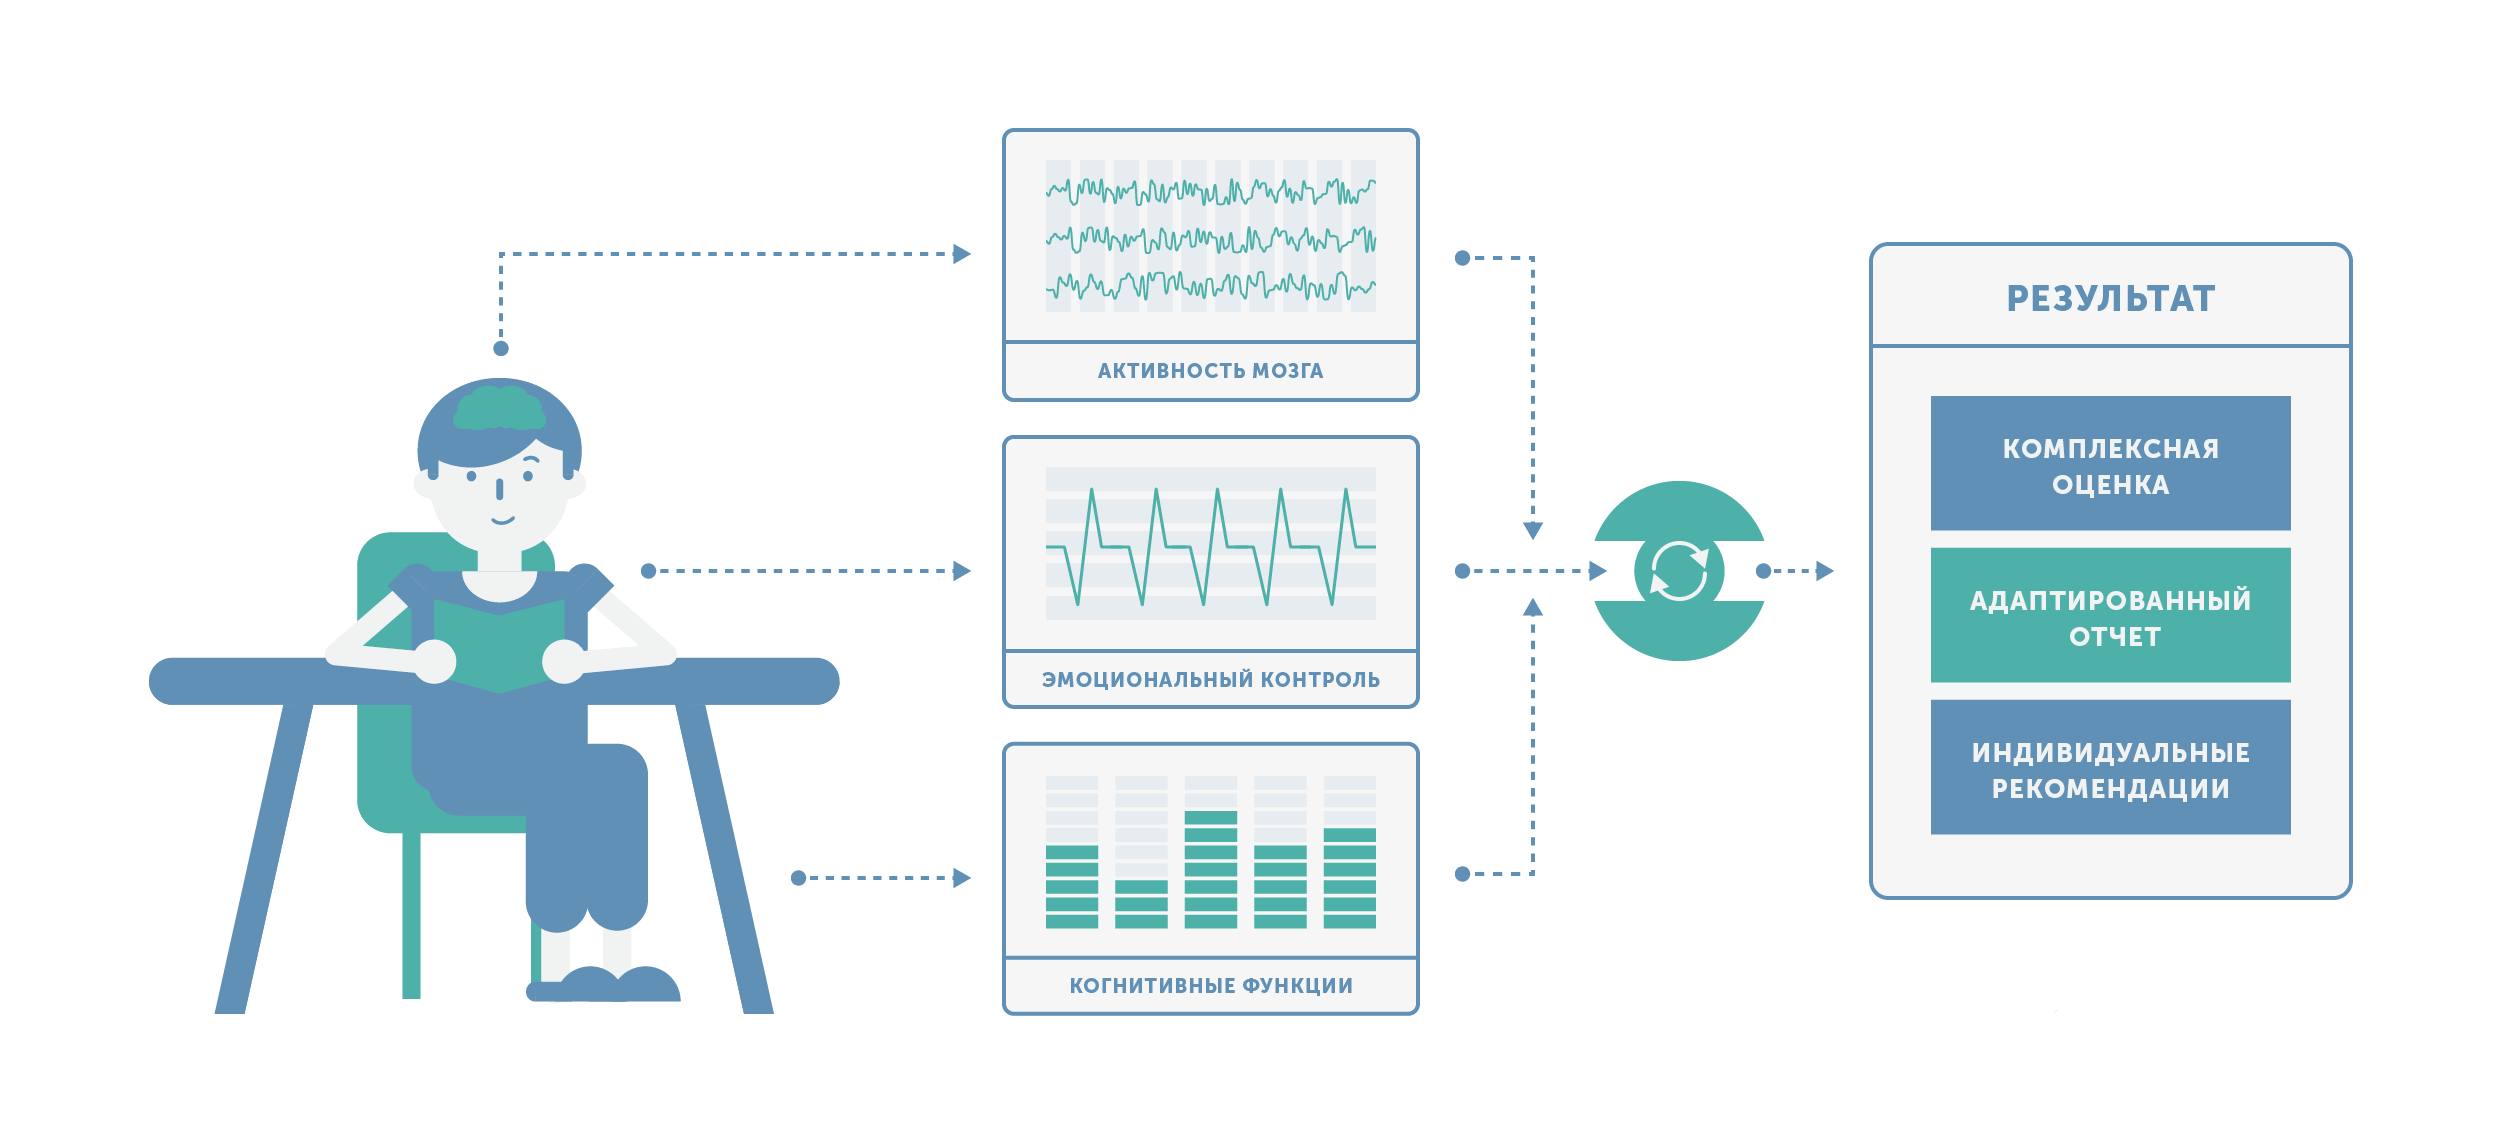 АКТИВНОСТЬ МОЗГА
ЭМОЦИОНАЛЬНЫЙ КОНТРОЛЬ
КОГНИТИВНЫЕ ФУНКЦИИ
РЕЗУЛЬТАТ
КОМПЛЕКСНАЯ
ОЦЕНКА
АДАПТИРОВАННЫЙ
ОТЧЕТ
ИНДИВИДУАЛЬНЫЕ
РЕКОМЕНДАЦИИ